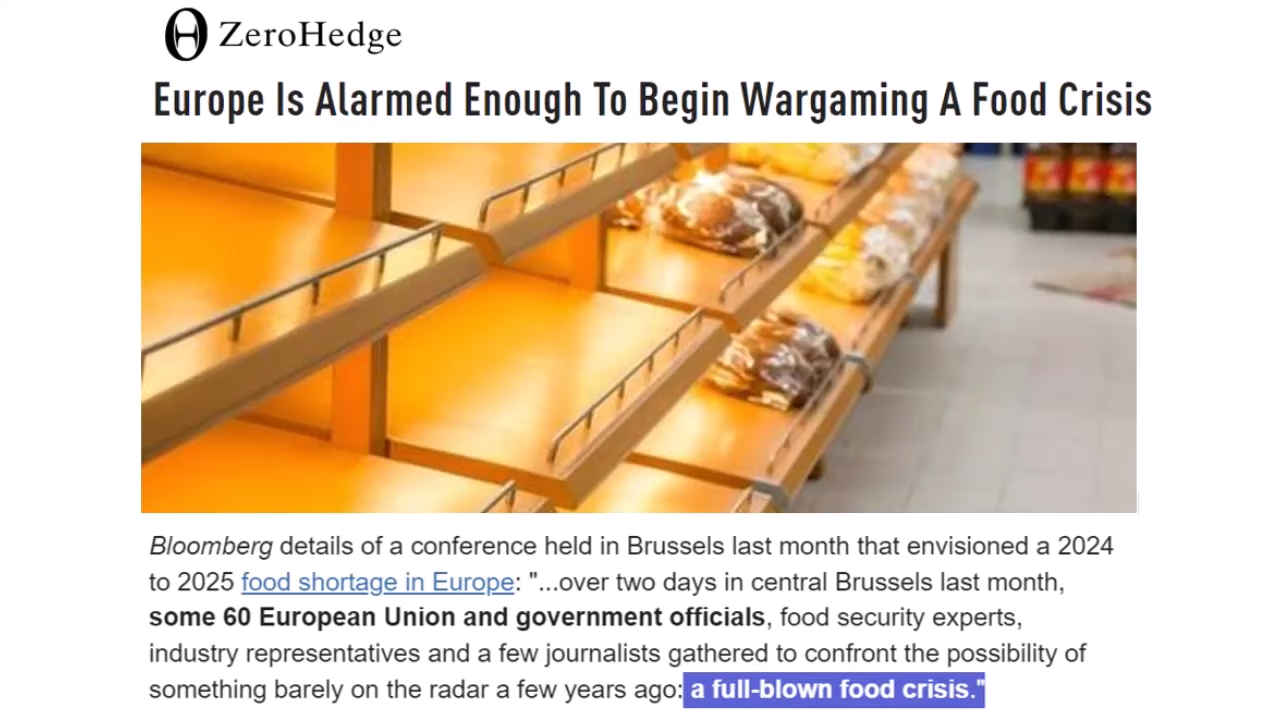 ZeroHedge
Europe Is Alarmed Enough To Begin Wargaming A Food Crisis
Bloomberg details of a conference held in Brussels last month that envisioned a 2024
to 2025 food shortage in Europe: "...over two days in central Brussels last month,
some 60 European Union and government officials, food security experts,
industry representatives and a few journalists gathered to confront the possibility of
something barely on the radar a few years ago: a full-blown food crisis."